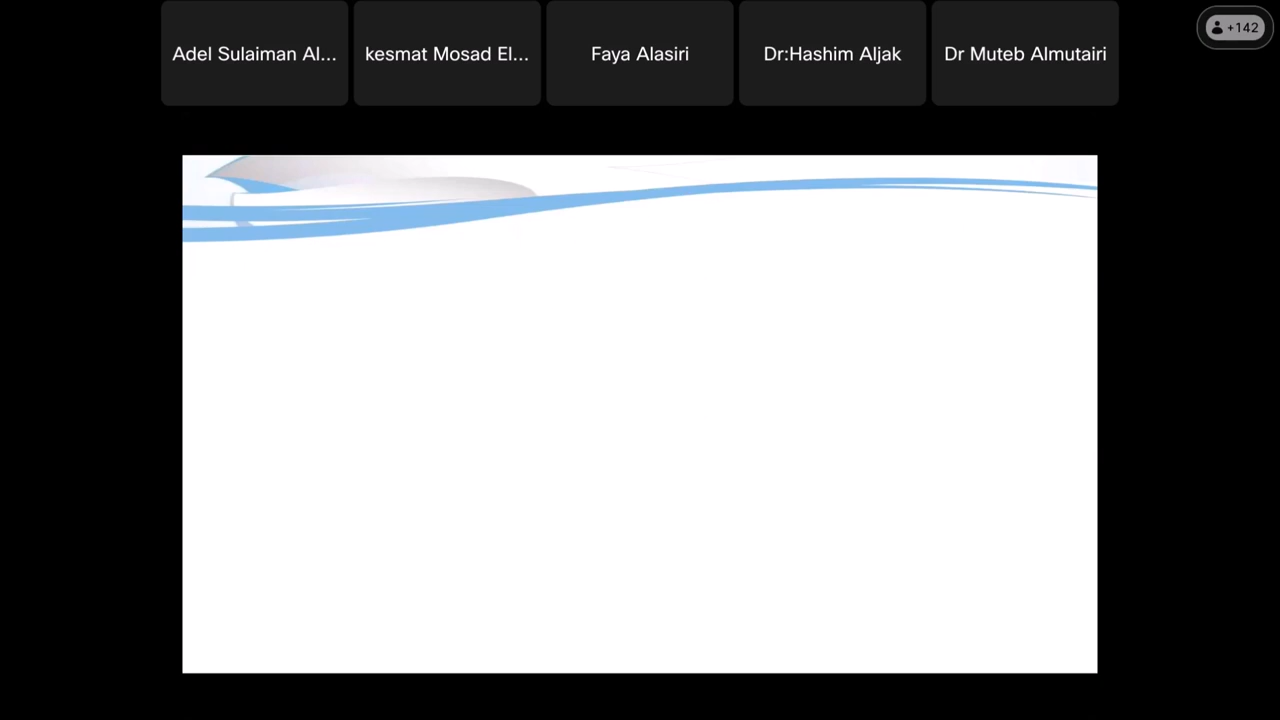 Adel Sulaiman Al...
kesmat Mosad El...
Faya Alasiri
Dr:Hashim Aljak
Dr Muteb Almutairi
+142